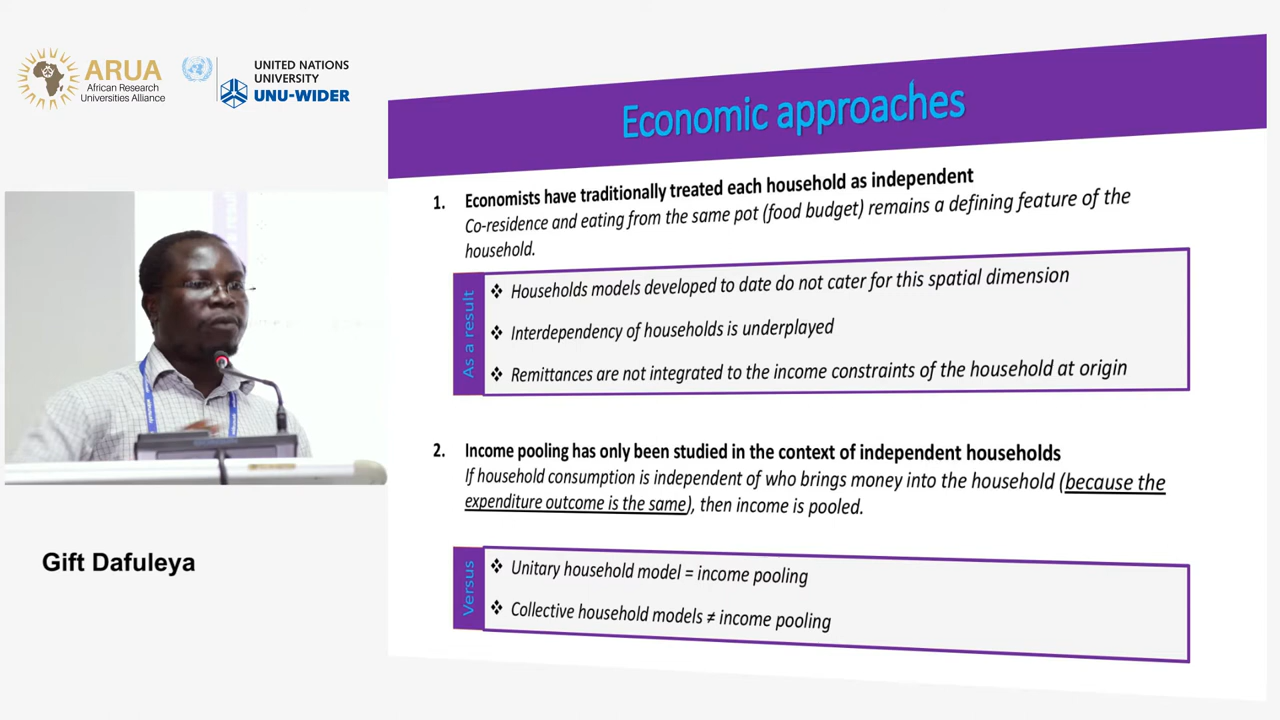 ARUA
African Research
Universities Alliance
UNITED NATIONS
UNIVERSITY
UNU-WIDER
Economic approaches
1. Economists have traditionally treated each household as independent
Co-residence and eating from the same pot (food budget) remains a defining feature of the
household.
As a result
❖ Households models developed to date do not cater for this spatial dimension
❖ Interdependency of households is underplayed
❖ Remittances are not integrated to the income constraints of the household at origin
2. Income pooling has only been studied in the context of independent households
If household consumption is independent of who brings money into the household (because the
expenditure outcome is the same), then income is pooled.
Versus
❖ Unitary household model = income pooling
❖ Collective household models ≠ income pooling
Gift Dafuleya